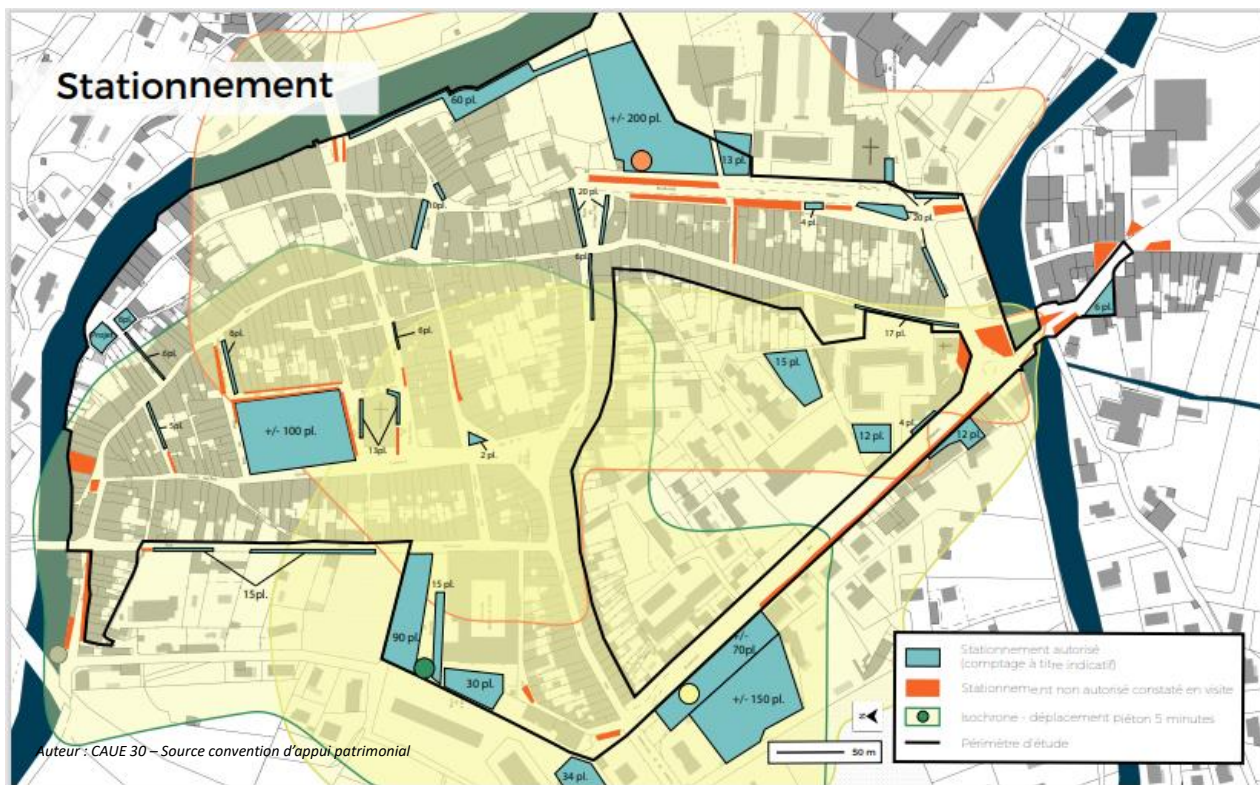 Stationnement
60 pl.
+/- 200 pl.
13 pl.
20 pl.
10pl.
4 pl.
20 pl.
6pl.
6 pl.
17 pl.
6pl.
8pl.
6pl.
15 pl.
+/- 100 pl.
5pl.
13pl.
2 pl.
4 pl.
12 pl.
12 pl.
15pl.
15 pl.
90 pl.
30 pl.
+/-
70pl.
+/- 150 pl.
34 pl.
Stationnement autorisé
(comptage à titre indicatif)
Stationnement non autorisé constaté en visite
Isochrone - déplacement piéton 5 minutes
Périmètre d'étude
N
50 m
Auteur : CAUE 30 – Source convention d'appui patrimonial